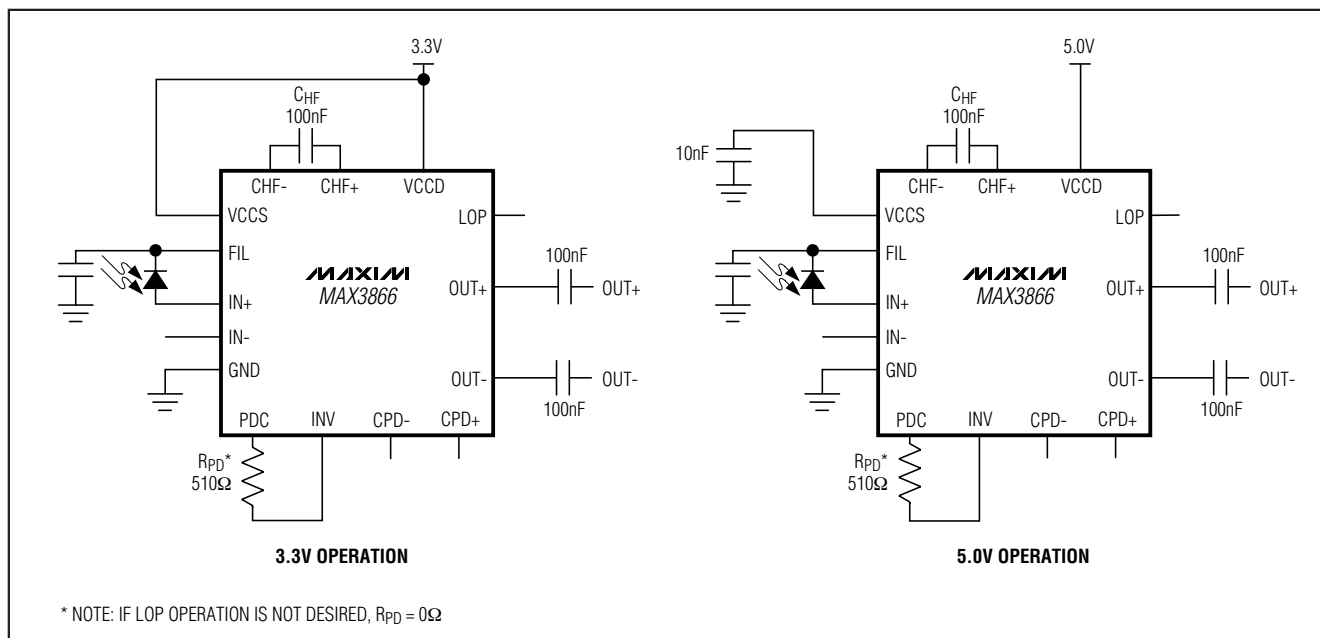 3.3V
CHF
100nF
CHF- CHF+ VCCD
VCCS
LOP
FIL
MAXIM
MAX3866
100nF
OUT+ OUT+
IN+
IN-
GND
OUT- OUT-
100nF
PDC INV CPD- CPD+
RPD*
510Ω
3.3V OPERATION
5.0V
CHF
100nF
10nF
CHF- CHF+ VCCD
VCCS
LOP
FIL
MAXIM
MAX3866
100nF
OUT+ OUT+
IN+
IN-
GND
OUT- OUT-
100nF
PDC INV CPD- CPD+
RPD*
510Ω
5.0V OPERATION
* NOTE: IF LOP OPERATION IS NOT DESIRED, RPD = 0Ω